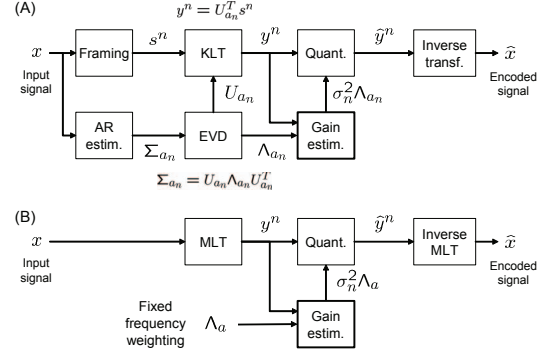 (A)
y^n = U_{a_n}^T s^n
x
Input
signal
Framing
s^n
KLT
y^n
Quant.
ŷ^n
Inverse
transf.
x̂
Encoded
signal
U_{a_n}
σ_n^2 Λ_{a_n}
AR
estim.
Σ_{a_n}
EVD
Λ_{a_n}
Gain
estim.
Σ_{a_n} = U_{a_n} Λ_{a_n} U_{a_n}^T
(B)
x
Input
signal
MLT
y^n
Quant.
ŷ^n
Inverse
MLT
x̂
Encoded
signal
σ_n^2 Λ_a
Fixed
frequency
weighting
Λ_a
Gain
estim.